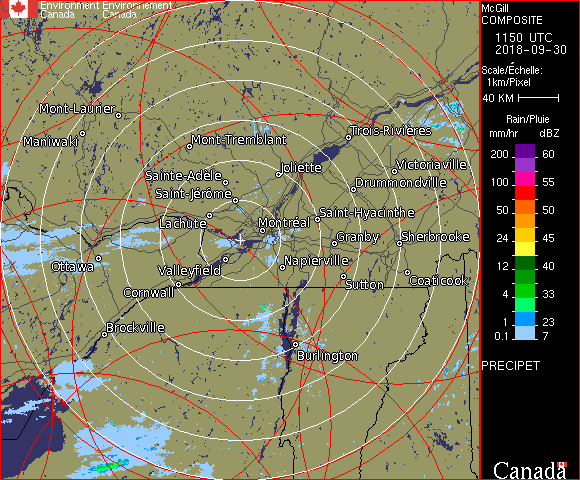 Environment Environnement
Canada Canada
McGill
COMPOSITE
1150 UTC
2018-09-30
Scale/Échelle:
1km/Pixel
40 KM
Rain/Pluie
mm/hr dBZ
200 60
100 55
50 50
24 45
12 40
4 33
1 23
0.1 7
PRECIPET
Canada
Mont-Laurier
Maniwaki
Mont-Tremblant
Trois-Rivières
Joliette
Victoriaville
Sainte-Adèle
Drummondville
Saint-Jérôme
Lachute
Montréal
Saint-Hyacinthe
Granby
Sherbrooke
Ottawa
Valleyfield
Napierville
Cornwall
Sutton
Coaticook
Brockville
Burlington